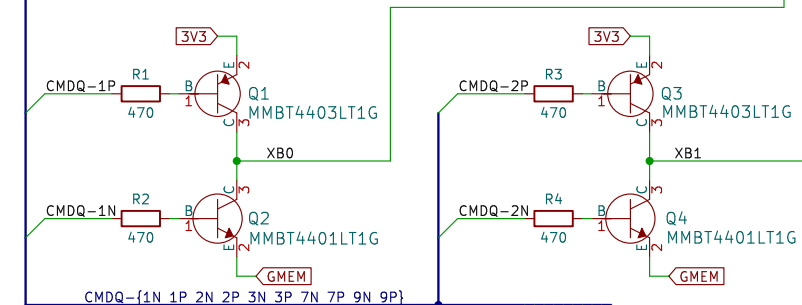 3V3
3V3
E
2
E
2
CMDQ-1P
R1
B
1
470
Q1
MMBT4403LT1G
C
3
CMDQ-2P
R3
B
1
470
Q3
MMBT4403LT1G
C
3
XB0
XB1
C
3
C
3
CMDQ-1N
R2
B
1
470
Q2
MMBT4401LT1G
E
2
CMDQ-2N
R4
B
1
470
Q4
MMBT4401LT1G
E
2
GMEM
GMEM
CMDQ-{1N 1P 2N 2P 3N 3P 7N 7P 9N 9P}